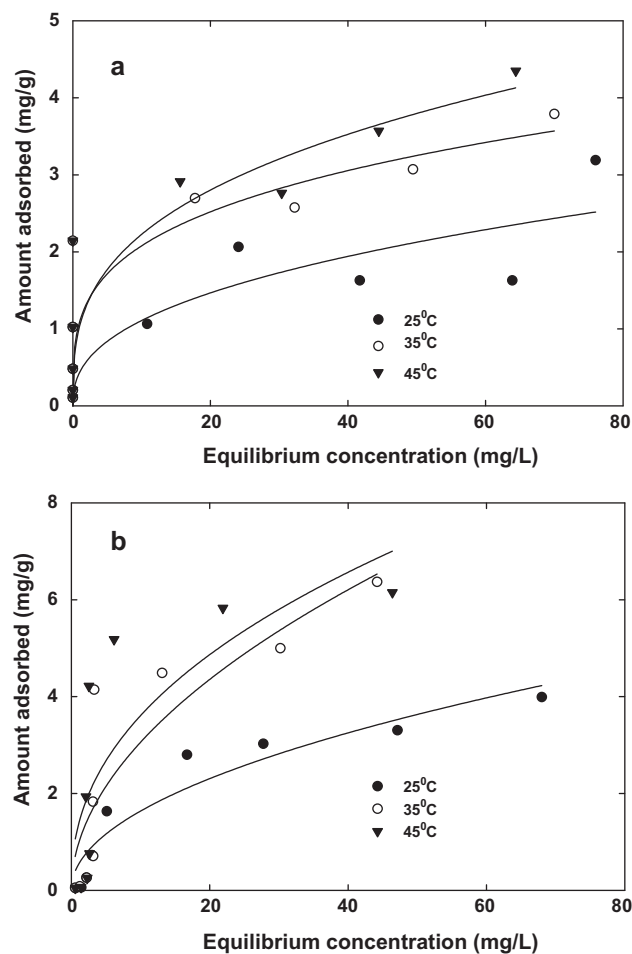 a
5
4
3
2
1
0
Amount adsorbed (mg/g)
25⁰C
35⁰C
45⁰C
0 20 40 60 80
Equilibrium concentration (mg/L)
b
8
6
4
2
0
Amount adsorbed (mg/g)
25⁰C
35⁰C
45⁰C
0 20 40 60 80
Equilibrium concentration (mg/L)